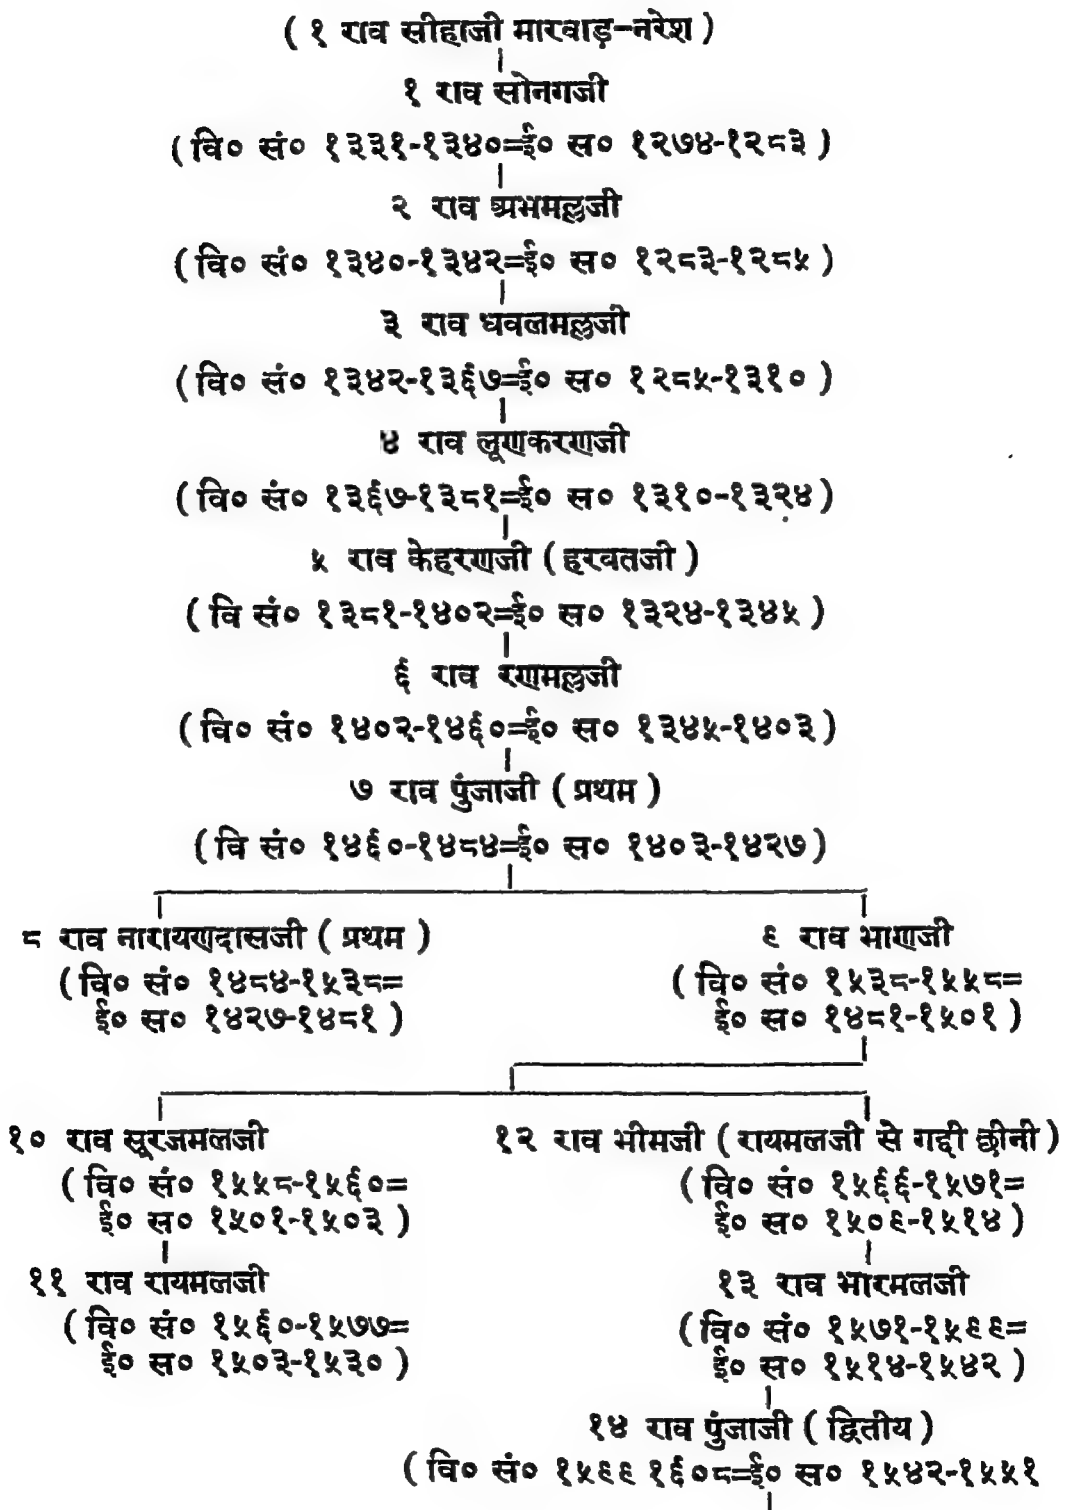 ( १ राव सीहाजी मारवाड़-नरेश )
१ राव सोनगजी
( वि० सं० १३३१-१३४०=ई० स० १२७४-१२८३ )
२ राव अभमल्लजी
( वि० सं० १३४०-१३४२=ई० स० १२८३-१२८५ )
३ राव धवलमल्लजी
( वि० सं० १३४२-१३६७=ई० स० १२८५-१३१० )
४ राव लूणकरणजी
( वि० सं० १३६७-१३८१=ई० स० १३१०-१३२४ )
५ राव केहरणजी ( हरवतजी )
( वि सं० १३८१-१४०२=ई० स० १३२४-१३४५ )
६ राव रणमल्लजी
( वि० सं० १४०२-१४६०=ई० स० १३४५-१४०३ )
७ राव पुंजाजी ( प्रथम )
( वि सं० १४६०-१४८४=ई० स० १४०३-१४२७ )
८ राव नारायणदासजी ( प्रथम )
( वि० सं० १४८४-१५३८=
ई० स० १४२७-१४८१ )
९ राव भाणजी
( वि० सं० १५३८-१५५८=
ई० स० १४८१-१५०१ )
१० राव सूरजमलजी
( वि० सं० १५५८-१५६०=
ई० स० १५०१-१५०३ )
१२ राव भीमजी ( रायमलजी से गद्दी छीनी )
( वि० सं० १५६६-१५७१=
ई० स० १५०९-१५१४ )
११ राव रायमलजी
( वि० सं० १५६०-१५७७=
ई० स० १५०३-१५३० )
१३ राव भारमलजी
( वि० सं० १५७१-१५९९=
ई० स० १५१४-१५४२ )
१४ राव पुंजाजी ( द्वितीय )
( वि० सं० १५९९ १६०८=ई० स० १५४२-१५५१